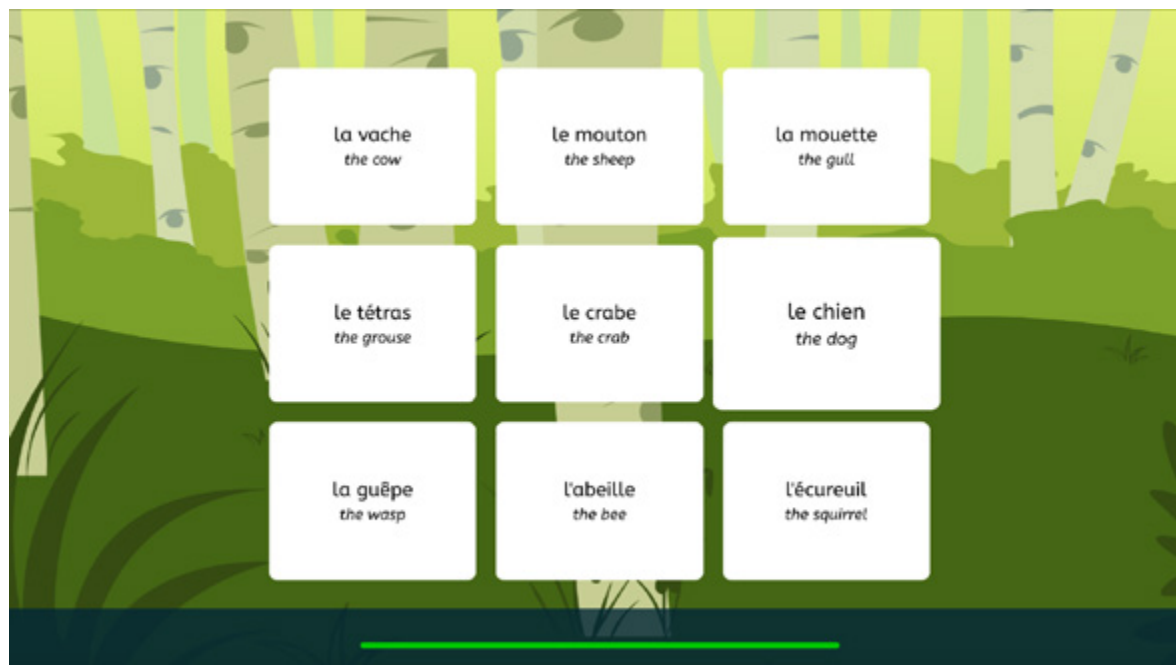 la vache
the cow
le mouton
the sheep
la mouette
the gull
le tétras
the grouse
le crabe
the crab
le chien
the dog
la guêpe
the wasp
l'abeille
the bee
l'écureuil
the squirrel